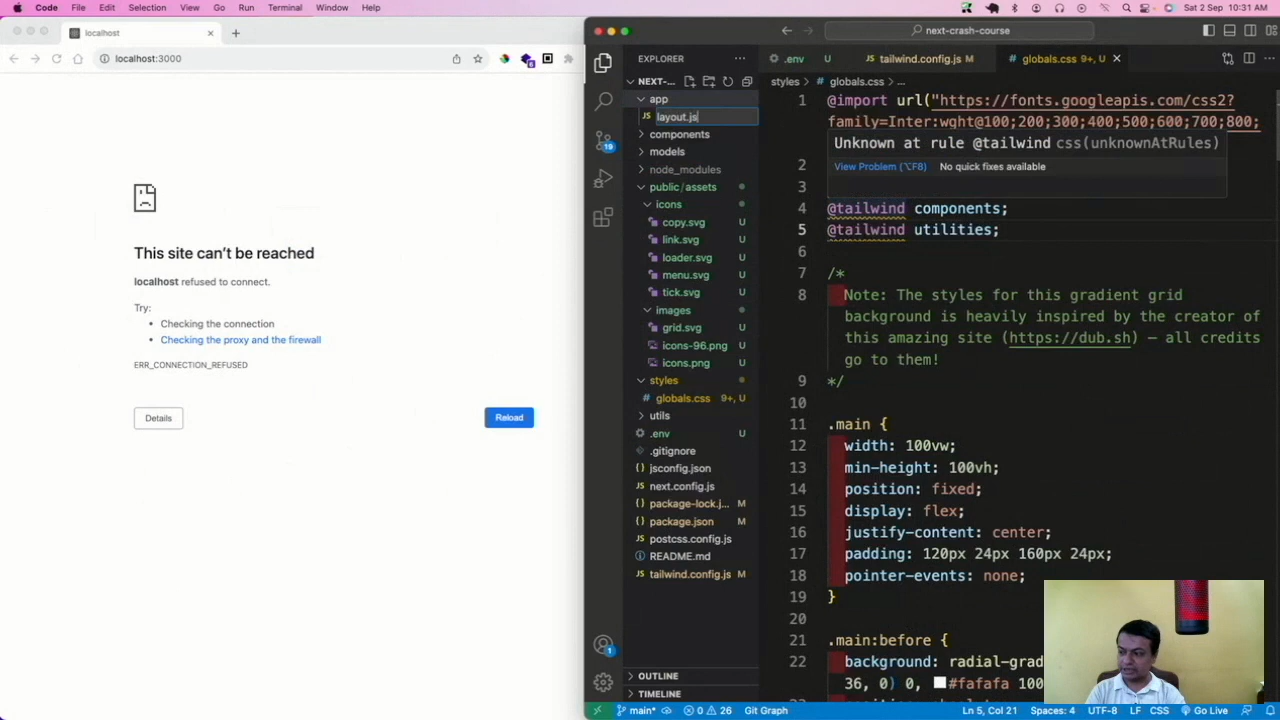 Code File Edit Selection View Go Run Terminal Window Help
Sat 2 Sep 10:31 AM
localhost
localhost:3000
This site can't be reached
localhost refused to connect.
Try:
• Checking the connection
• Checking the proxy and the firewall
ERR_CONNECTION_REFUSED
Details
Reload
next-crash-course
EXPLORER
NEXT-...
app
JS layout.js
components
models
node_modules
public/assets
icons
copy.svg U
link.svg U
loader.svg U
menu.svg U
tick.svg U
images
grid.svg U
icons-96.png U
icons.png U
styles
# globals.css 9+, U
utils
.env U
.gitignore
jsconfig.json
next.config.js
package-lock.j... M
package.json M
postcss.config.js
README.md
tailwind.config.js M
OUTLINE
TIMELINE
19
1
.env U
JS tailwind.config.js M
# globals.css 9+, U
styles > # globals.css > ...
1 @import url("https://fonts.googleapis.com/css2?
family=Inter:wght@100;200;300;400;500;600;700;800;
Unknown at rule @tailwind css(unknownAtRules)
View Problem (⌥F8) No quick fixes available
2
3
4 @tailwind components;
5 @tailwind utilities;
6
7 /*
8 Note: The styles for this gradient grid
background is heavily inspired by the creator of
this amazing site (https://dub.sh) – all credits
go to them!
9 */
10
11 .main {
12 width: 100vw;
13 min-height: 100vh;
14 position: fixed;
15 display: flex;
16 justify-content: center;
17 padding: 120px 24px 160px 24px;
18 pointer-events: none;
19 }
20
21 .main:before {
22 background: radial-grad
36, 0) 0, #fafafa 100
main* 0 26 Git Graph
Ln 5, Col 21 Spaces: 4 UTF-8 LF CSS Go Live